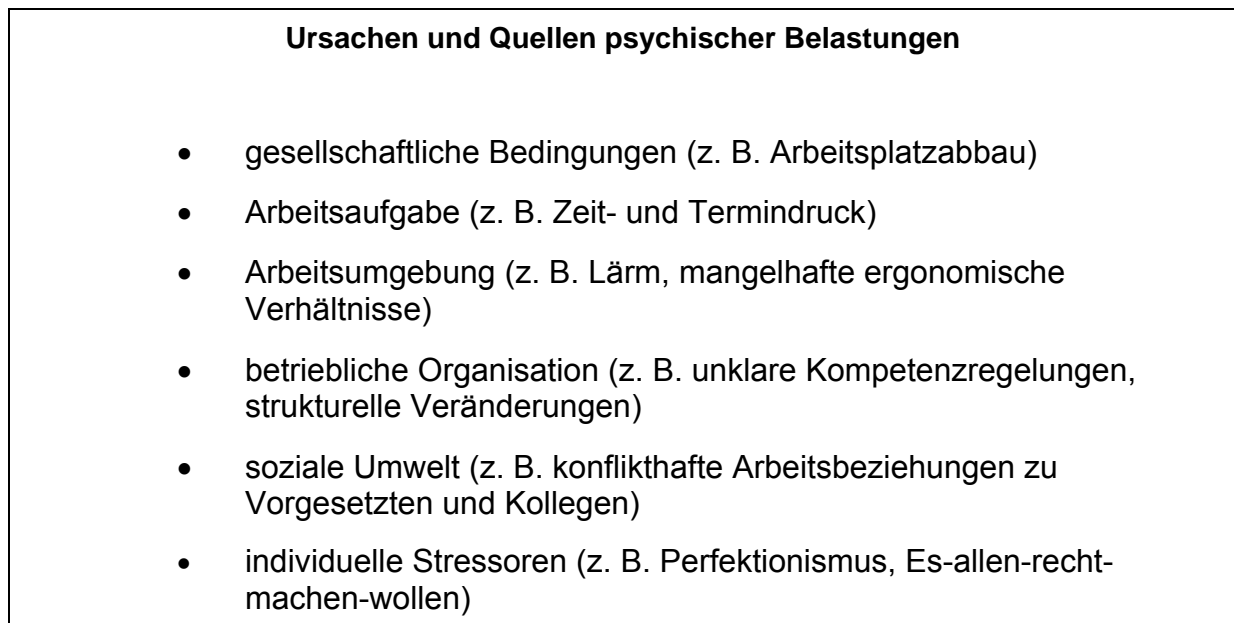 Ursachen und Quellen psychischer Belastungen
• gesellschaftliche Bedingungen (z. B. Arbeitsplatzabbau)
• Arbeitsaufgabe (z. B. Zeit- und Termindruck)
• Arbeitsumgebung (z. B. Lärm, mangelhafte ergonomische
Verhältnisse)
• betriebliche Organisation (z. B. unklare Kompetenzregelungen,
strukturelle Veränderungen)
• soziale Umwelt (z. B. konflikthafte Arbeitsbeziehungen zu
Vorgesetzten und Kollegen)
• individuelle Stressoren (z. B. Perfektionismus, Es-allen-recht-
machen-wollen)